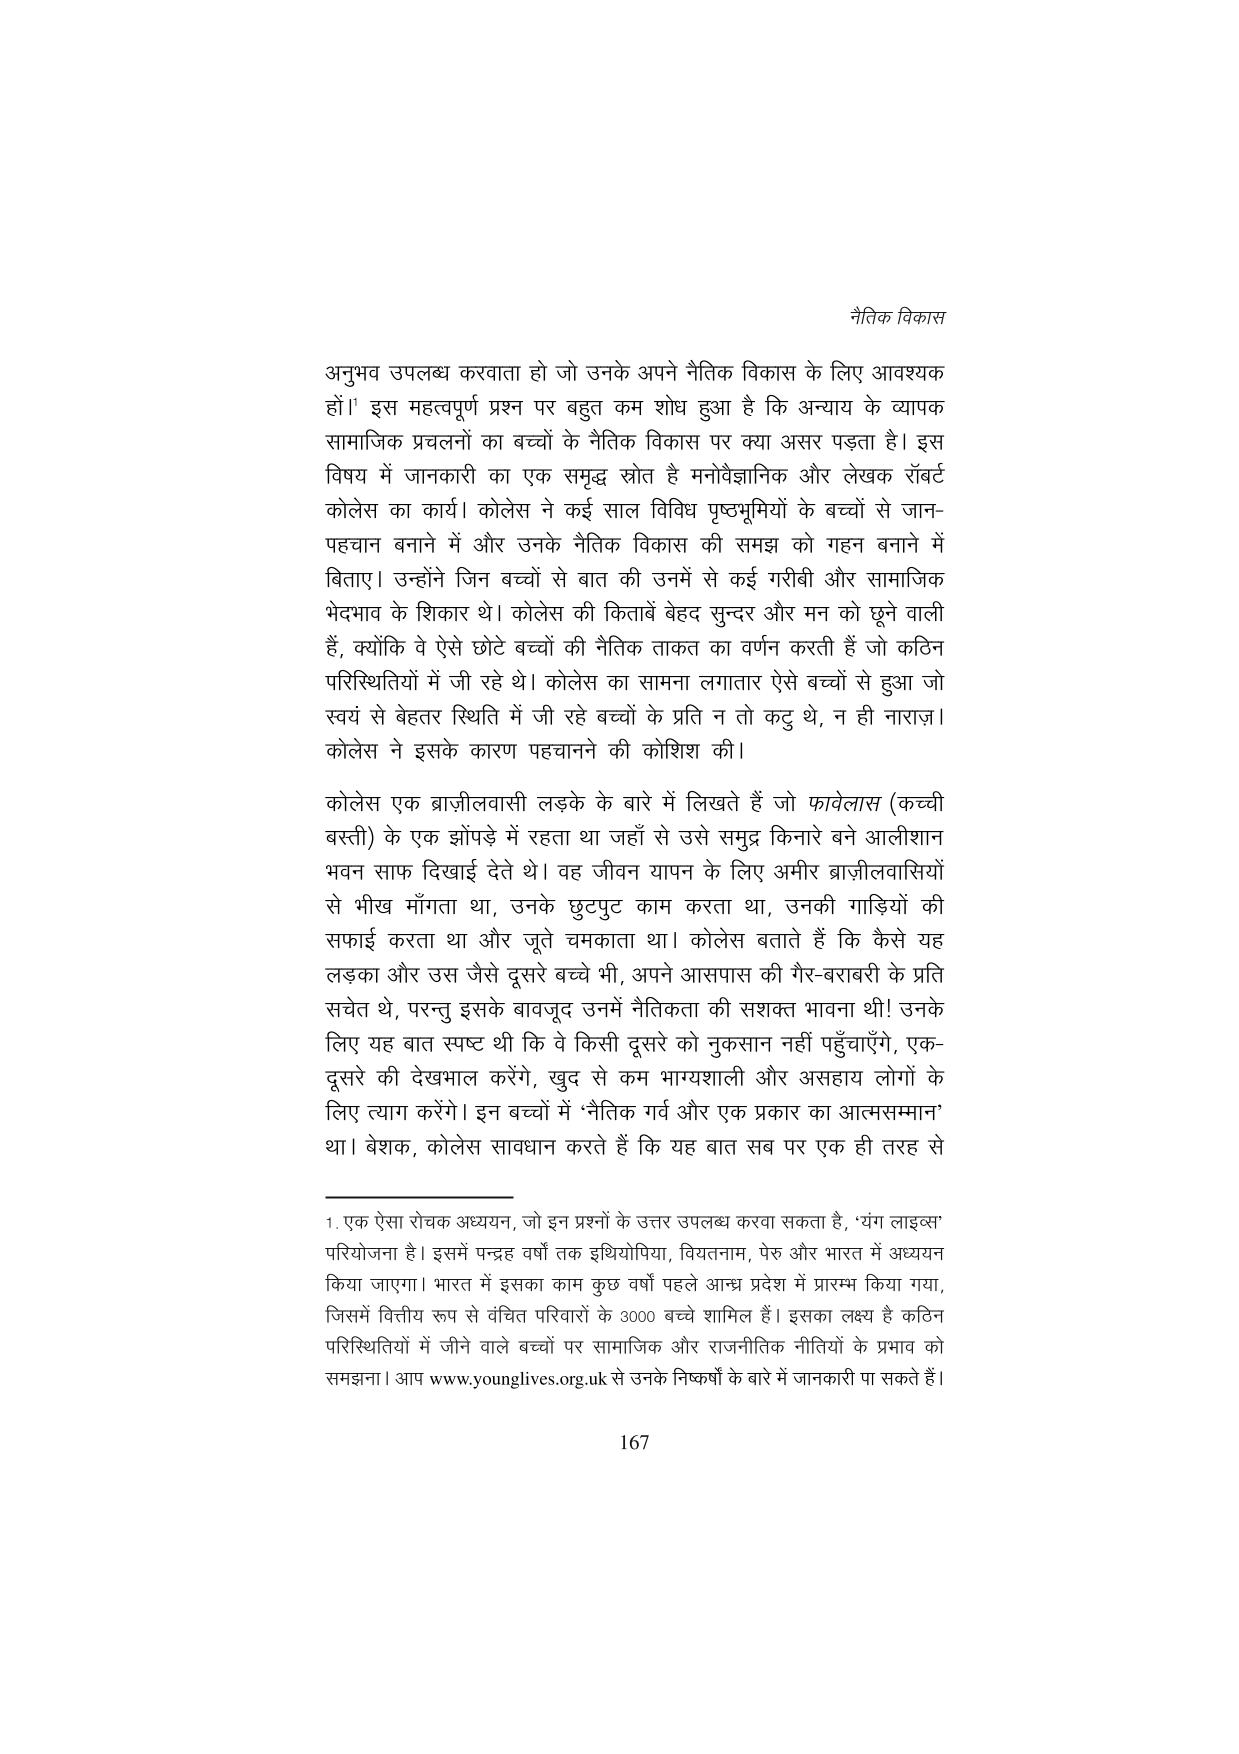 नैतिक विकास
अनुभव उपलब्ध करवाता हो जो उनके अपने नैतिक विकास के लिए आवश्यक
हों।¹ इस महत्वपूर्ण प्रश्न पर बहुत कम शोध हुआ है कि अन्याय के व्यापक
सामाजिक प्रचलनों का बच्चों के नैतिक विकास पर क्या असर पड़ता है। इस
विषय में जानकारी का एक समृद्ध स्रोत है मनोवैज्ञानिक और लेखक रॉबर्ट
कोलेस का कार्य। कोलेस ने कई साल विविध पृष्ठभूमियों के बच्चों से जान-
पहचान बनाने में और उनके नैतिक विकास की समझ को गहन बनाने में
बिताए। उन्होंने जिन बच्चों से बात की उनमें से कई गरीबी और सामाजिक
भेदभाव के शिकार थे। कोलेस की किताबें बेहद सुन्दर और मन को छूने वाली
हैं, क्योंकि वे ऐसे छोटे बच्चों की नैतिक ताकत का वर्णन करती हैं जो कठिन
परिस्थितियों में जी रहे थे। कोलेस का सामना लगातार ऐसे बच्चों से हुआ जो
स्वयं से बेहतर स्थिति में जी रहे बच्चों के प्रति न तो कटु थे, न ही नाराज़।
कोलेस ने इसके कारण पहचानने की कोशिश की।
कोलेस एक ब्राज़ीलवासी लड़के के बारे में लिखते हैं जो फावेलास (कच्ची
बस्ती) के एक झोंपड़े में रहता था जहाँ से उसे समुद्र किनारे बने आलीशान
भवन साफ दिखाई देते थे। वह जीवन यापन के लिए अमीर ब्राज़ीलवासियों
से भीख माँगता था, उनके छुटपुट काम करता था, उनकी गाड़ियों की
सफाई करता था और जूते चमकाता था। कोलेस बताते हैं कि कैसे यह
लड़का और उस जैसे दूसरे बच्चे भी, अपने आसपास की गैर-बराबरी के प्रति
सचेत थे, परन्तु इसके बावजूद उनमें नैतिकता की सशक्त भावना थी! उनके
लिए यह बात स्पष्ट थी कि वे किसी दूसरे को नुकसान नहीं पहुँचाएँगे, एक-
दूसरे की देखभाल करेंगे, खुद से कम भाग्यशाली और असहाय लोगों के
लिए त्याग करेंगे। इन बच्चों में ‘नैतिक गर्व और एक प्रकार का आत्मसम्मान’
था। बेशक, कोलेस सावधान करते हैं कि यह बात सब पर एक ही तरह से
1. एक ऐसा रोचक अध्ययन, जो इन प्रश्नों के उत्तर उपलब्ध करवा सकता है, ‘यंग लाइव्स’
परियोजना है। इसमें पन्द्रह वर्षों तक इथियोपिया, वियतनाम, पेरु और भारत में अध्ययन
किया जाएगा। भारत में इसका काम कुछ वर्षों पहले आन्ध्र प्रदेश में प्रारम्भ किया गया,
जिसमें वित्तीय रूप से वंचित परिवारों के 3000 बच्चे शामिल हैं। इसका लक्ष्य है कठिन
परिस्थितियों में जीने वाले बच्चों पर सामाजिक और राजनीतिक नीतियों के प्रभाव को
समझना। आप www.younglives.org.uk से उनके निष्कर्षों के बारे में जानकारी पा सकते हैं।
167